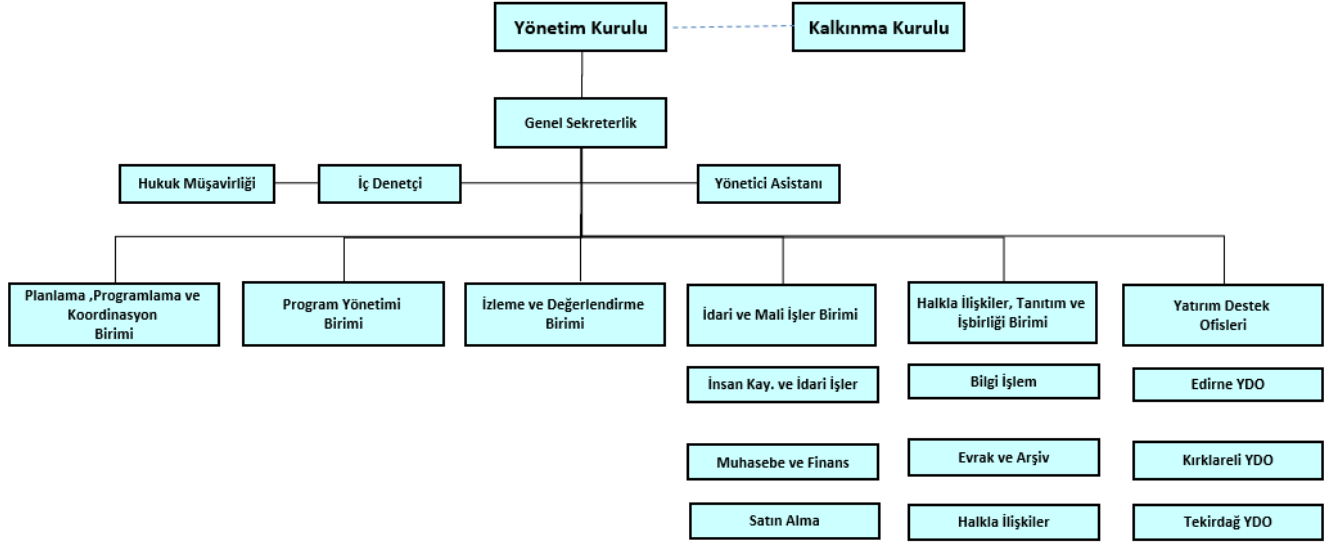 Yönetim Kurulu
Kalkınma Kurulu
Genel Sekreterlik
Hukuk Müşavirliği
İç Denetçi
Yönetici Asistanı
Planlama ,Programlama ve
Koordinasyon
Birimi
Program Yönetimi
Birimi
İzleme ve Değerlendirme
Birimi
İdari ve Mali İşler Birimi
Halkla İlişkiler, Tanıtım ve
İşbirliği Birimi
Yatırım Destek
Ofisleri
İnsan Kay. ve İdari İşler
Bilgi İşlem
Edirne YDO
Muhasebe ve Finans
Evrak ve Arşiv
Kırklareli YDO
Satın Alma
Halkla İlişkiler
Tekirdağ YDO